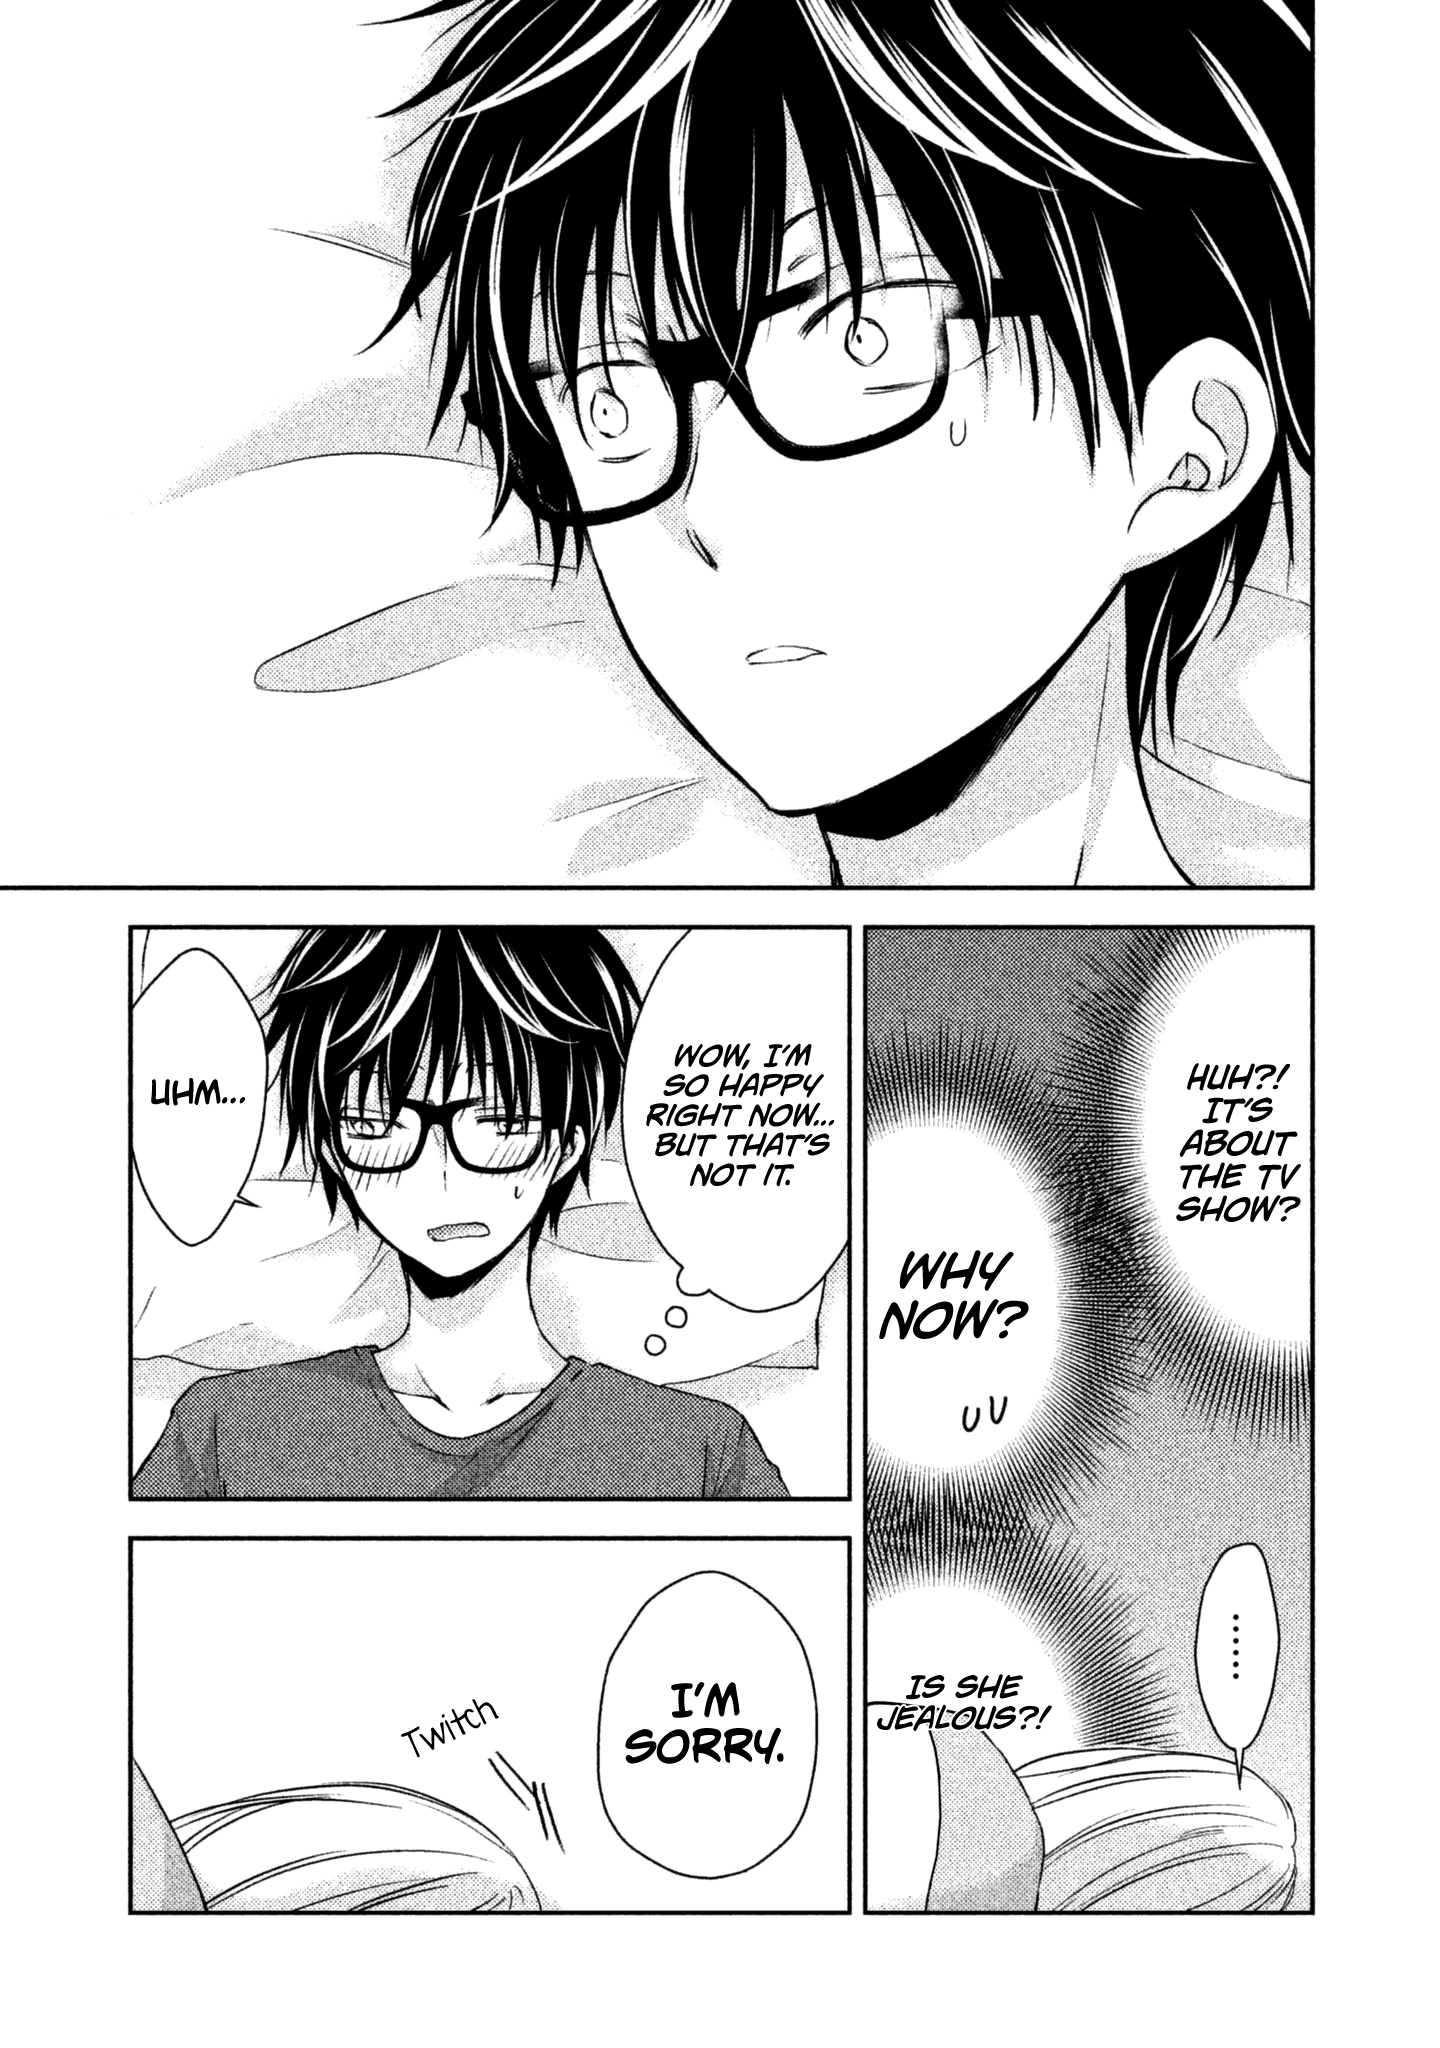 HUH?!
IT'S
ABOUT
THE TV
SHOW?
WHY
NOW?
IS SHE
JEALOUS?!
......
WOW, I'M
SO HAPPY
RIGHT NOW...
BUT THAT'S
NOT IT.
UHM...
I'M
SORRY.
Twitch